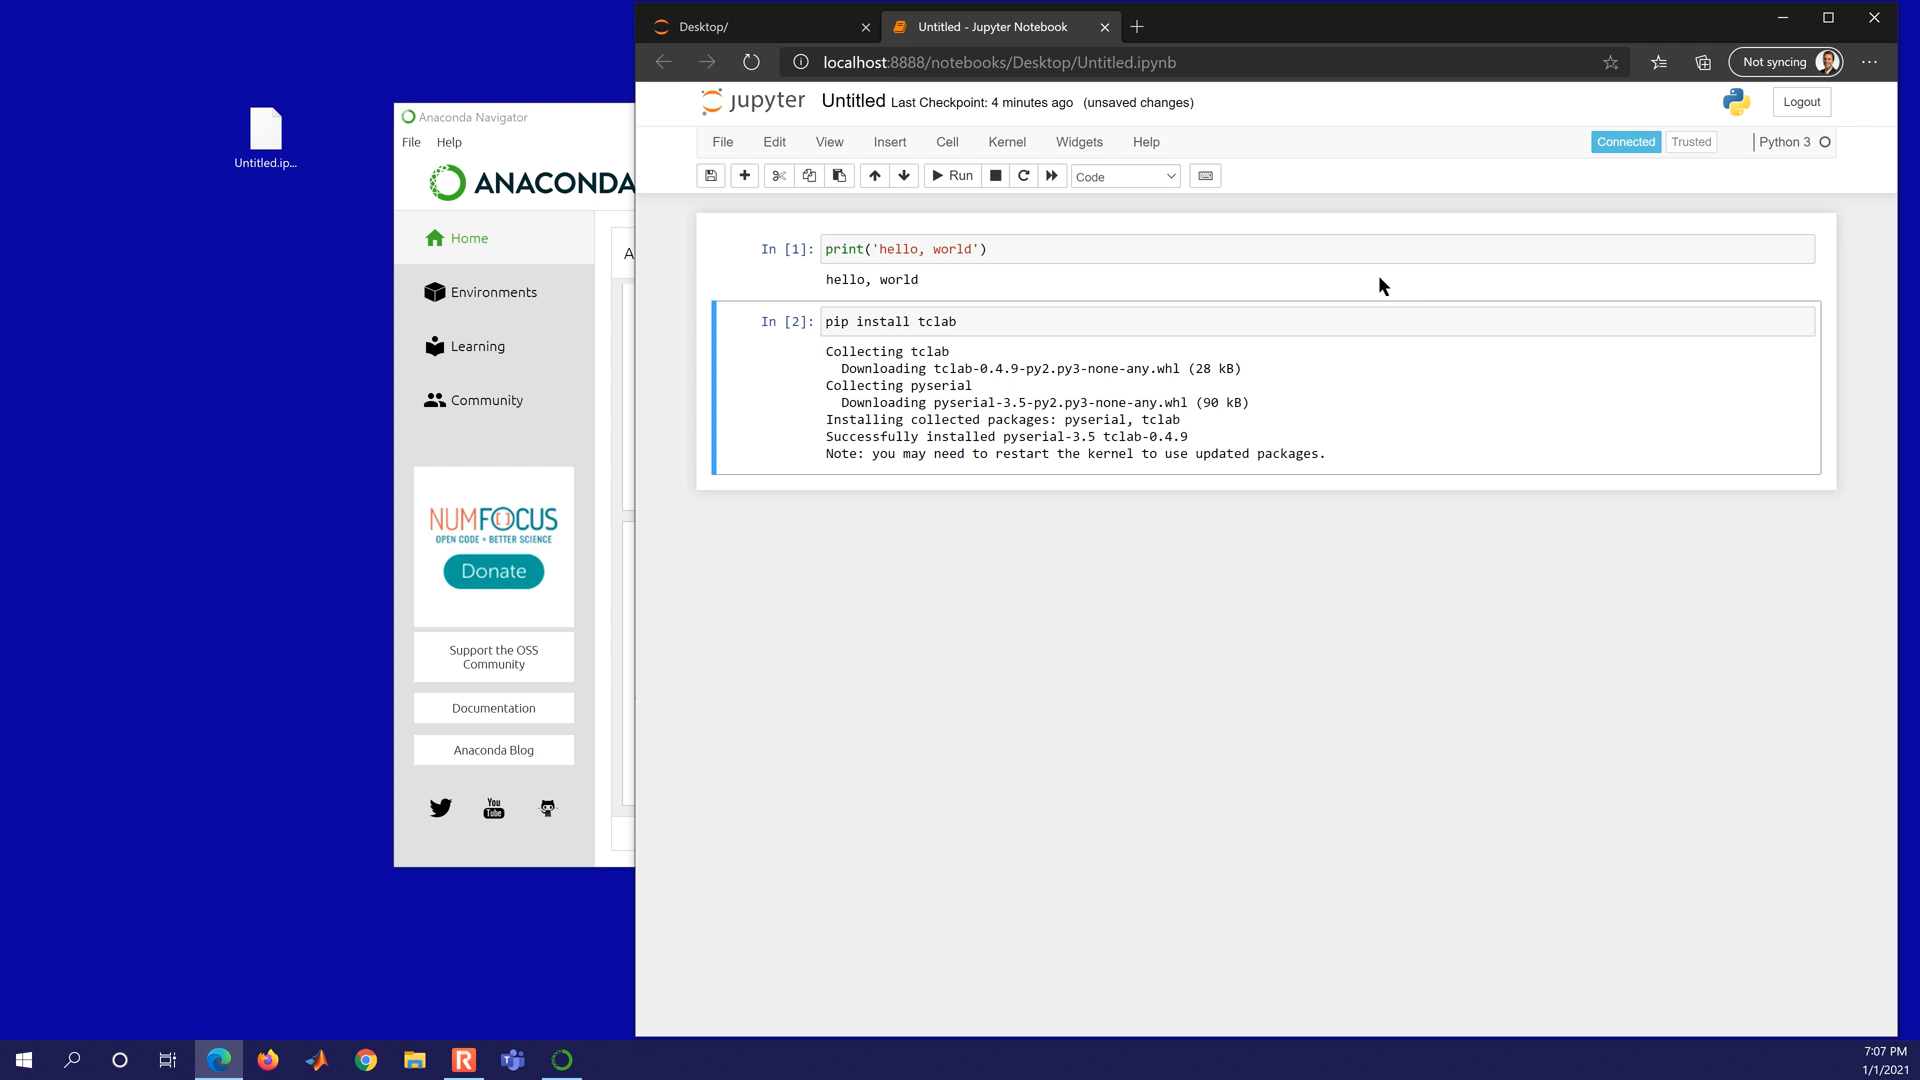 Desktop/
Untitled - Jupyter Notebook
localhost:8888/notebooks/Desktop/Untitled.ipynb
Not syncing
jupyter Untitled Last Checkpoint: 4 minutes ago (unsaved changes)
Logout
File Edit View Insert Cell Kernel Widgets Help
Connected Trusted Python 3
Run Code
In [1]: print('hello, world')
hello, world
In [2]: pip install tclab
Collecting tclab
Downloading tclab-0.4.9-py2.py3-none-any.whl (28 kB)
Collecting pyserial
Downloading pyserial-3.5-py2.py3-none-any.whl (90 kB)
Installing collected packages: pyserial, tclab
Successfully installed pyserial-3.5 tclab-0.4.9
Note: you may need to restart the kernel to use updated packages.
Untitled.ip...
Anaconda Navigator
File Help
ANACONDA
A
Home
Environments
Learning
Community
NUMFOCUS
OPEN CODE = BETTER SCIENCE
Donate
Support the OSS
Community
Documentation
Anaconda Blog
You
Tube
R
T
7:07 PM
1/1/2021